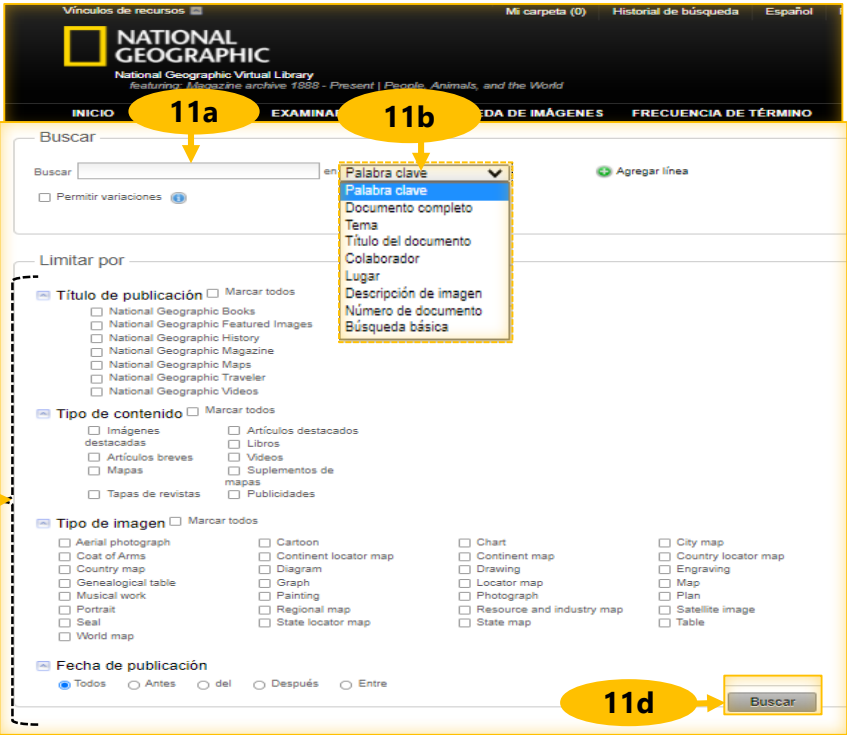 Vínculos de recursos Mi carpeta (0) Historial de búsqueda Español
NATIONAL
GEOGRAPHIC
National Geographic Virtual Library
featuring: Magazine archive 1888 - Present | People, Animals, and the World
INICIO EDA DE IMÁGENES FRECUENCIA DE TÉRMINO
11a
11b
Buscar
Buscar en Palabra clave Agregar línea
Permitir variaciones
Palabra clave
Documento completo
Tema
Título del documento
Colaborador
Lugar
Descripción de imagen
Número de documento
Búsqueda básica
Limitar por
Título de publicación Marcar todos
National Geographic Books
National Geographic Featured Images
National Geographic History
National Geographic Magazine
National Geographic Maps
National Geographic Traveler
National Geographic Videos
Tipo de contenido Marcar todos
Imágenes destacadas Artículos destacados
Libros
Artículos breves Videos
Mapas Suplementos de mapas
Tapas de revistas Publicidades
Tipo de imagen Marcar todos
Aerial photograph Cartoon Chart City map
Coat of Arms Continent locator map Continent map Country locator map
Country map Diagram Drawing Engraving
Genealogical table Graph Locator map Map
Musical work Painting Photograph Plan
Portrait Regional map Resource and industry map Satellite image
Seal State locator map State map Table
World map
Fecha de publicación
Todos Antes del Después Entre
11d
Buscar